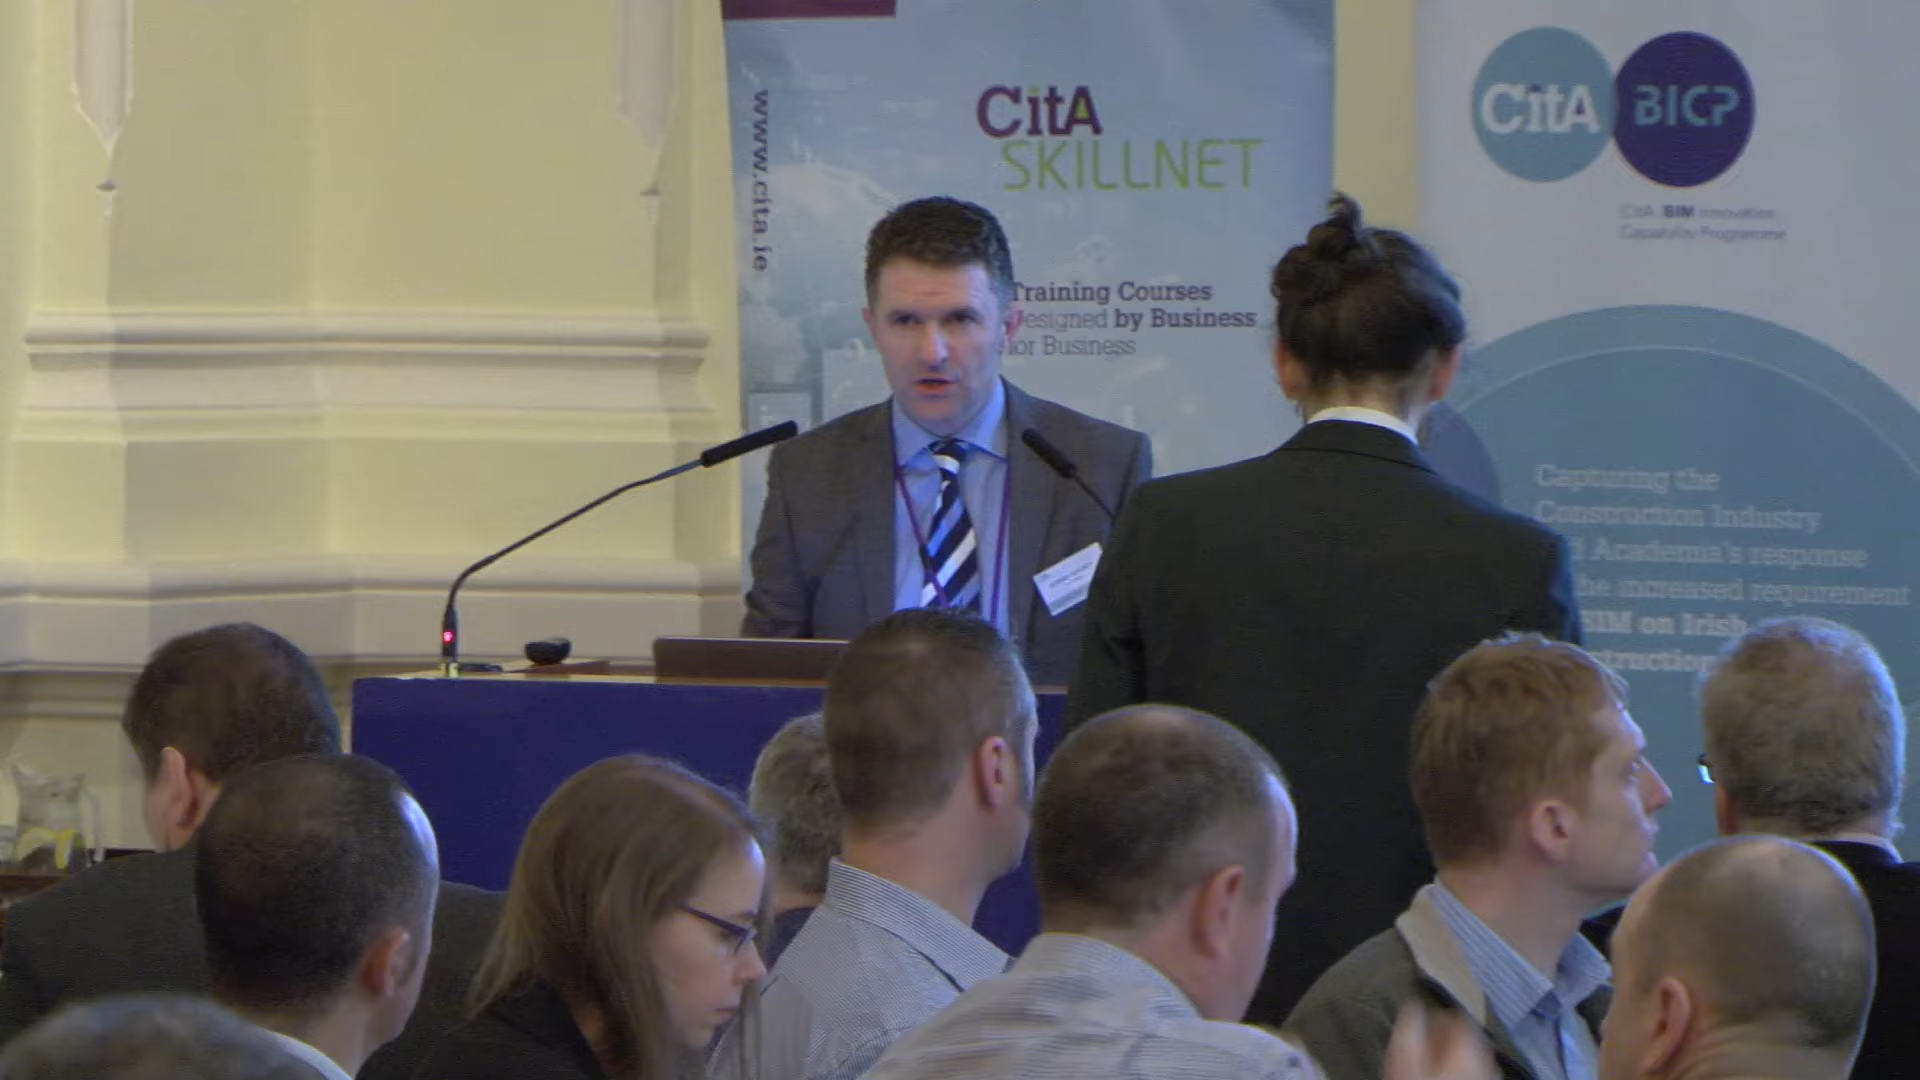 www.cita.ie
CitA
SKILLNET
Training Courses
Designed by Business
for Business
CitA BICP
CitA BIM Innovation
Capability Programme
Capturing the
Construction Industry
Academia's response
the increased requirement
BIM on Irish